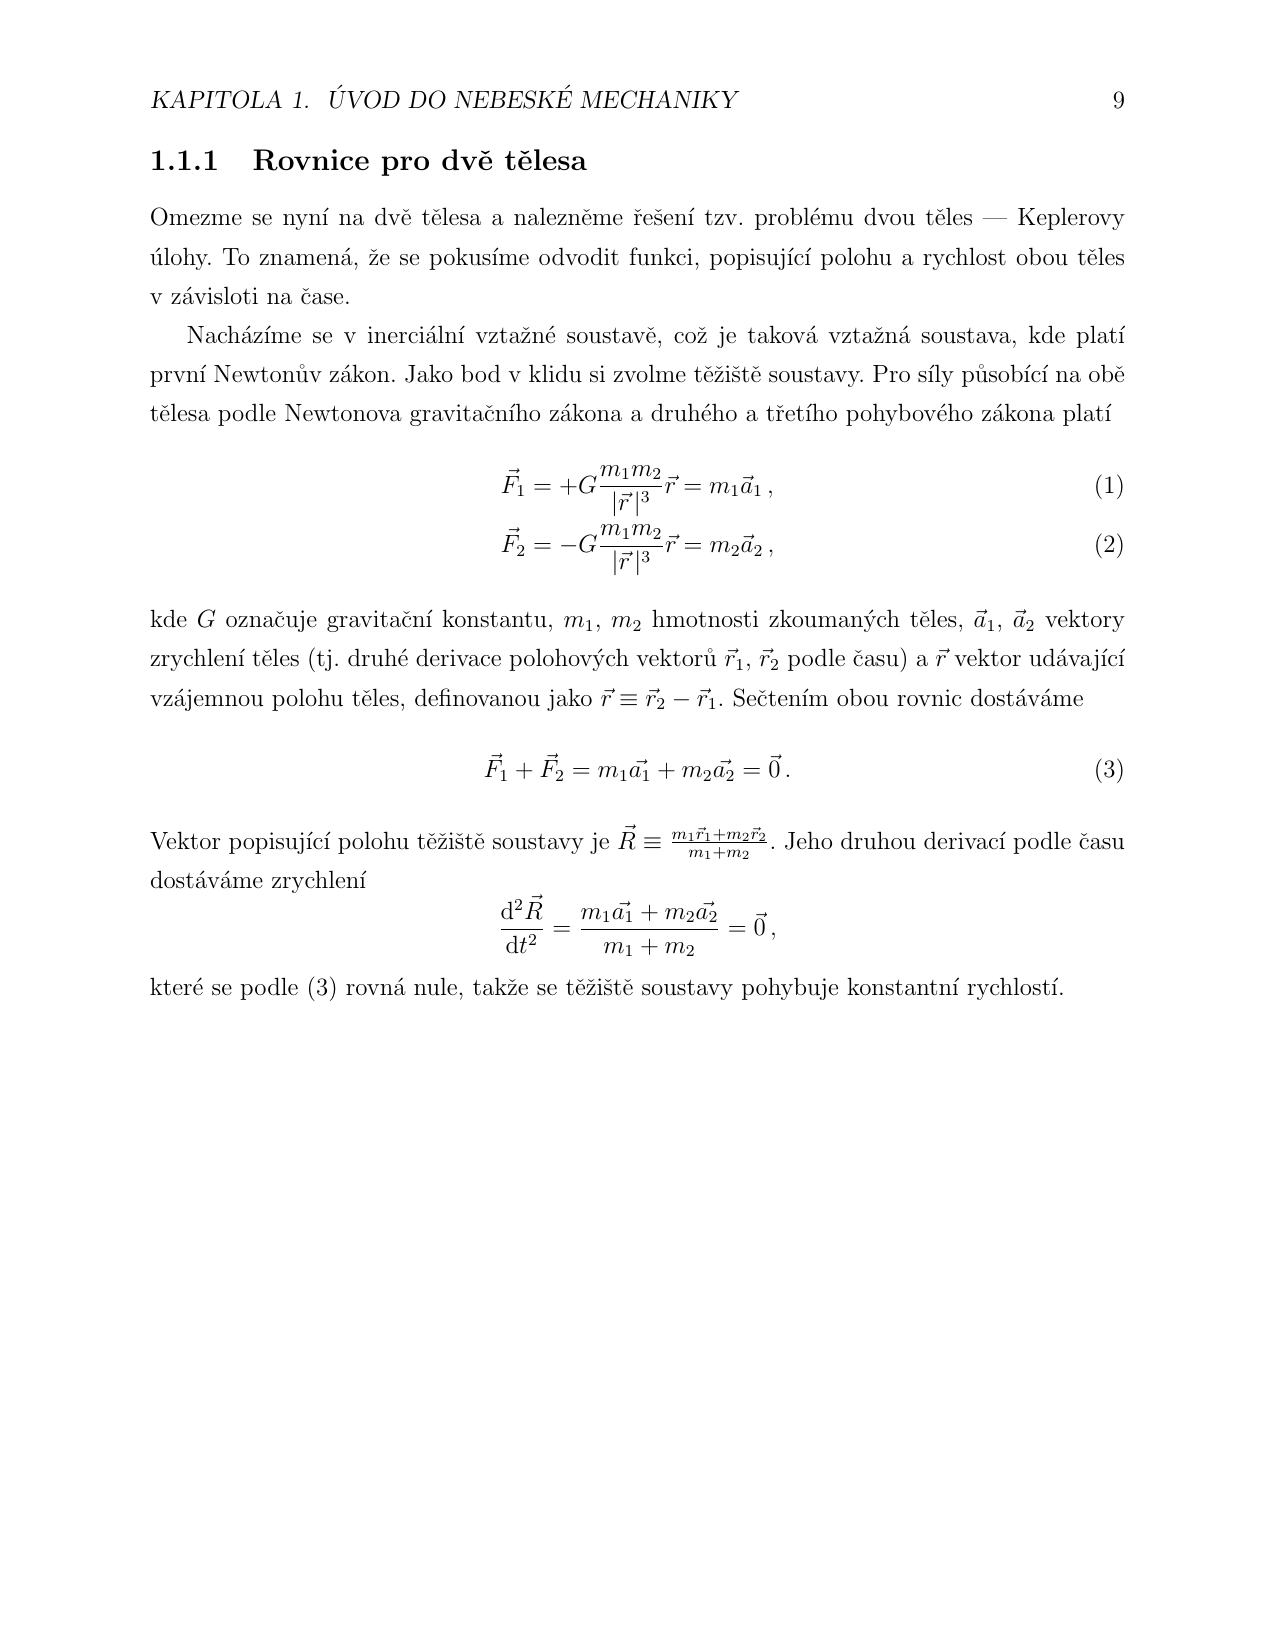 KAPITOLA 1. ÚVOD DO NEBESKÉ MECHANIKY 9
1.1.1 Rovnice pro dvě tělesa
Omezme se nyní na dvě tělesa a nalezněme řešení tzv. problému dvou těles — Keplerovy
úlohy. To znamená, že se pokusíme odvodit funkci, popisující polohu a rychlost obou těles
v závisloti na čase.
Nacházíme se v inerciální vztažné soustavě, což je taková vztažná soustava, kde platí
první Newtonův zákon. Jako bod v klidu si zvolme těžiště soustavy. Pro síly působící na obě
tělesa podle Newtonova gravitačního zákona a druhého a třetího pohybového zákona platí
$\vec{F}_1 = +G\frac{m_1 m_2}{|\vec{r}|^3}\vec{r} = m_1\vec{a}_1\,,$ (1)
$\vec{F}_2 = -G\frac{m_1 m_2}{|\vec{r}|^3}\vec{r} = m_2\vec{a}_2\,,$ (2)
kde $G$ označuje gravitační konstantu, $m_1$, $m_2$ hmotnosti zkoumaných těles, $\vec{a}_1$, $\vec{a}_2$ vektory
zrychlení těles (tj. druhé derivace polohových vektorů $\vec{r}_1$, $\vec{r}_2$ podle času) a $\vec{r}$ vektor udávající
vzájemnou polohu těles, definovanou jako $\vec{r} \equiv \vec{r}_2 - \vec{r}_1$. Sečtením obou rovnic dostáváme
$\vec{F}_1 + \vec{F}_2 = m_1\vec{a_1} + m_2\vec{a_2} = \vec{0}\,.$ (3)
Vektor popisující polohu těžiště soustavy je $\vec{R} \equiv \frac{m_1\vec{r}_1+m_2\vec{r}_2}{m_1+m_2}$. Jeho druhou derivací podle času
dostáváme zrychlení
$\frac{\mathrm{d}^2\vec{R}}{\mathrm{d}t^2} = \frac{m_1\vec{a_1} + m_2\vec{a_2}}{m_1 + m_2} = \vec{0}\,,$
které se podle (3) rovná nule, takže se těžiště soustavy pohybuje konstantní rychlostí.